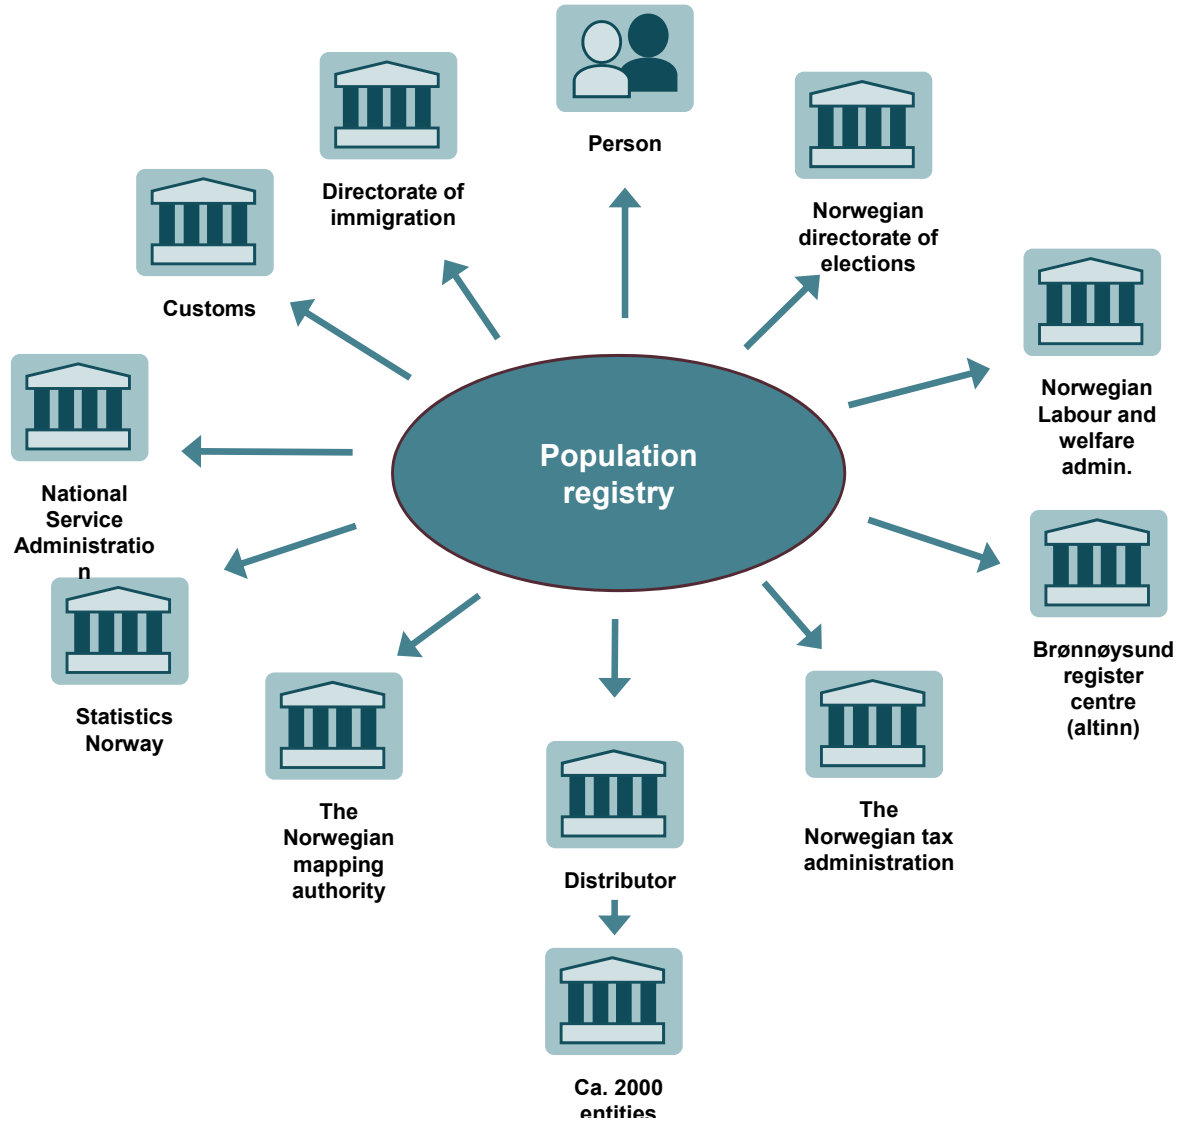 Person
Directorate of
immigration
Norwegian
directorate of
elections
Customs
Norwegian
Labour and
welfare
admin.
Population
registry
National
Service
Administratio
n
Brønnøysund
register
centre
(altinn)
Statistics
Norway
The
Norwegian
mapping
authority
Distributor
The
Norwegian tax
administration
Ca. 2000
entities